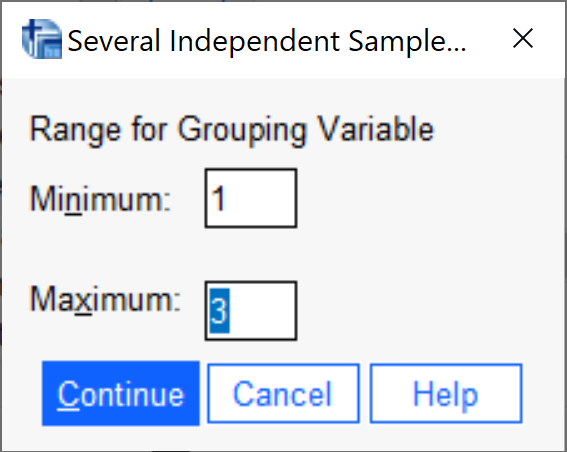 Several Independent Sample...
Range for Grouping Variable
Minimum: 1
Maximum: 3
Continue Cancel Help